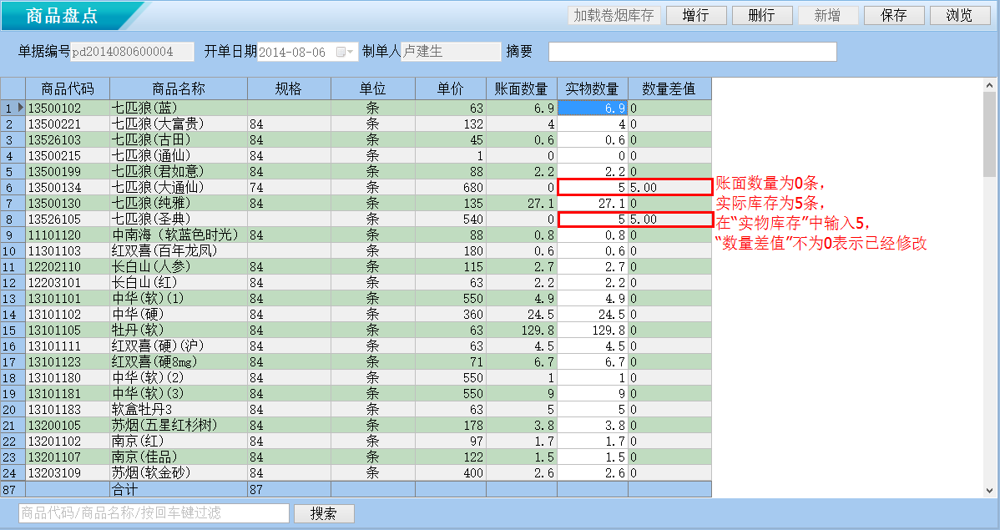 商品盘点
加载卷烟库存 增行 删行 新增 保存 浏览
单据编号 pd2014080600004 开单日期 2014-08-06 制单人 卢建生 摘要
商品代码 商品名称 规格 单位 单价 账面数量 实物数量 数量差值
1 13500102 七匹狼(蓝) 条 63 6.9 6.9 0
2 13500221 七匹狼(大富贵) 84 条 132 4 4 0
3 13526103 七匹狼(古田) 84 条 45 0.6 0.6 0
4 13500215 七匹狼(通仙) 84 条 1 0 0 0
5 13500199 七匹狼(君如意) 84 条 88 2.2 2.2 0
6 13500134 七匹狼(大通仙) 74 条 680 0 5 5.00
7 13500130 七匹狼(纯雅) 84 条 135 27.1 27.1 0
8 13526105 七匹狼(圣典) 条 540 0 5 5.00
9 11101120 中南海（软蓝色时光) 84 条 88 0.8 0.8 0
10 11301103 红双喜(百年龙凤) 条 180 0.6 0.6 0
11 12202110 长白山(人参) 84 条 115 2.7 2.7 0
12 12203101 长白山(红) 84 条 63 2.2 2.2 0
13 13101101 中华(软)(1) 84 条 550 4.9 4.9 0
14 13101102 中华(硬) 84 条 360 24.5 24.5 0
15 13101105 牡丹(软) 84 条 63 129.8 129.8 0
16 13101111 红双喜(硬)(沪) 84 条 63 4.5 4.5 0
17 13101123 红双喜(硬8mg) 84 条 71 6.7 6.7 0
18 13101180 中华(软)(2) 84 条 550 1 1 0
19 13101181 中华(软)(3) 84 条 550 9 9 0
20 13101183 软盒牡丹3 84 条 63 5 5 0
21 13200105 苏烟(五星红杉树) 84 条 178 3.8 3.8 0
22 13201102 南京(红) 84 条 97 1.7 1.7 0
23 13201107 南京(佳品) 84 条 122 1.5 1.5 0
24 13203109 苏烟(软金砂) 84 条 400 2.6 2.6 0
87 合计 87
账面数量为0条，
实际库存为5条，
在“实物库存”中输入5，
“数量差值”不为0表示已经修改
商品代码/商品名称/按回车键过滤 搜索